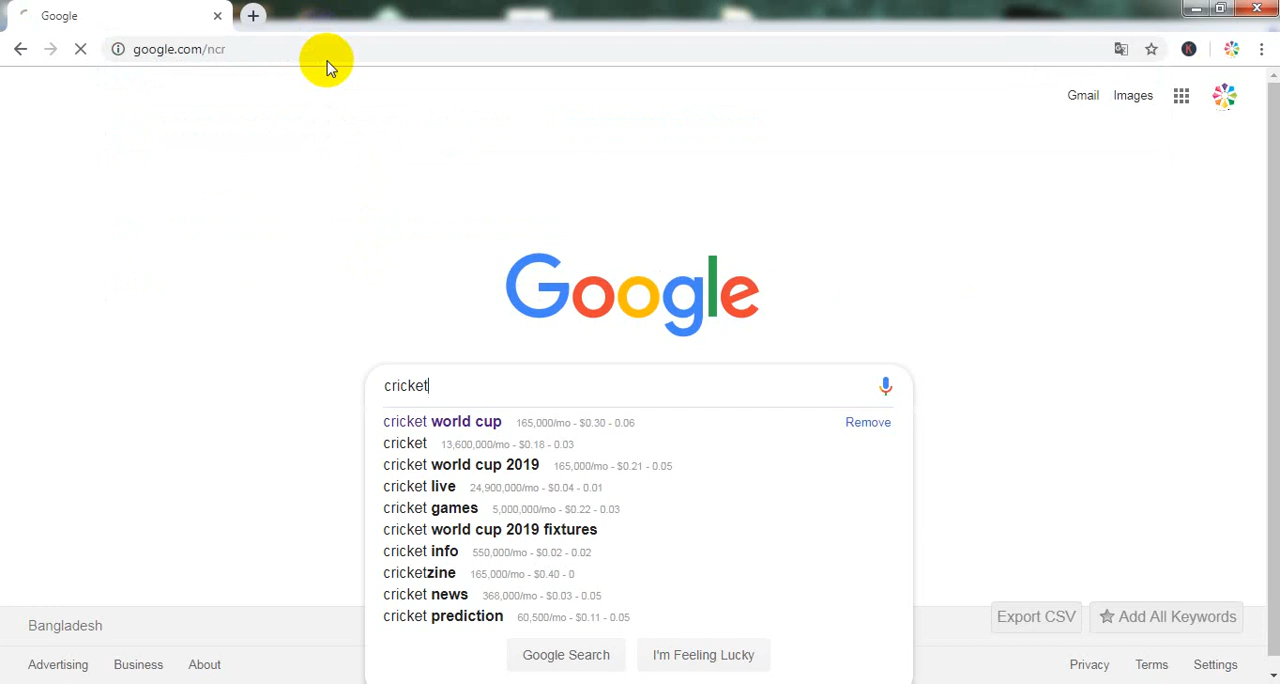 Google
google.com/ncr
K
Gmail Images
Google
cricket
cricket world cup 165,000/mo - $0.30 - 0.06 Remove
cricket 13,600,000/mo - $0.18 - 0.03
cricket world cup 2019 165,000/mo - $0.21 - 0.05
cricket live 24,900,000/mo - $0.04 - 0.01
cricket games 5,000,000/mo - $0.22 - 0.03
cricket world cup 2019 fixtures
cricket info 550,000/mo - $0.02 - 0.02
cricketzine 165,000/mo - $0.40 - 0
cricket news 368,000/mo - $0.03 - 0.05
cricket prediction 60,500/mo - $0.11 - 0.05
Export CSV Add All Keywords
Bangladesh
Google Search I'm Feeling Lucky
Advertising Business About Privacy Terms Settings